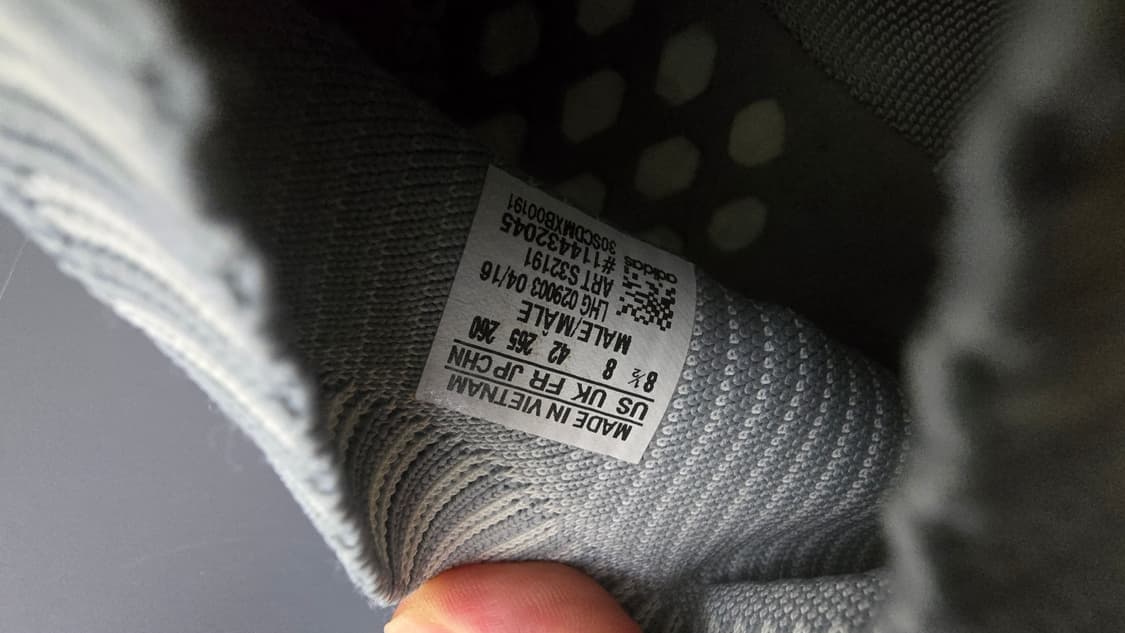 MADE IN VIETNAM
US UK FR JP CHN
8½ 8 42 265 260
MALE/MÂLE
LHG 029003 04/16
ART S32191
#114432045
30SCDMXB00191
adidas